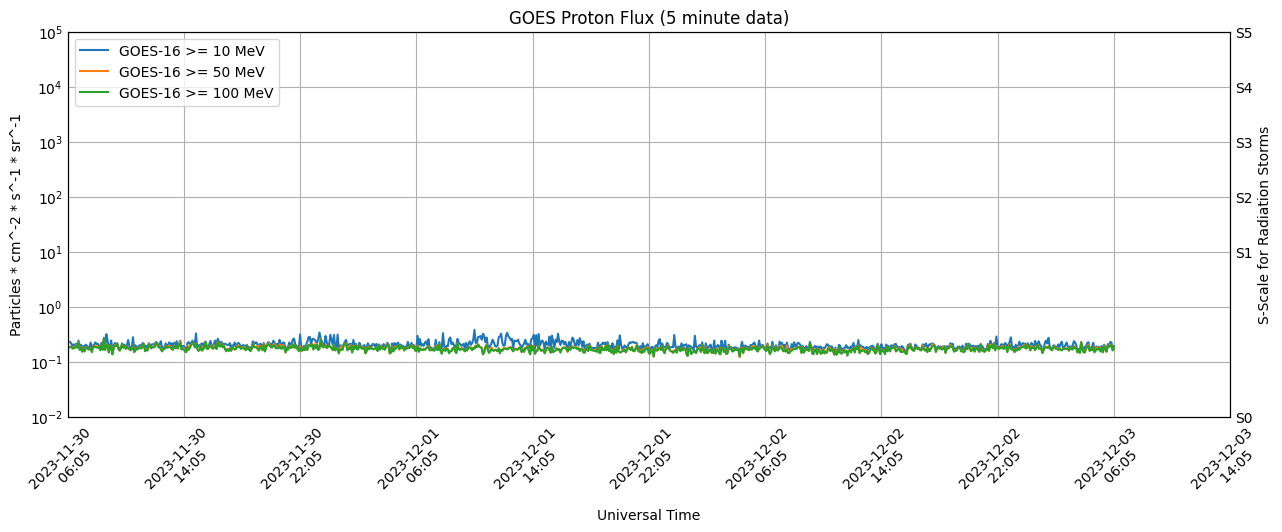 GOES Proton Flux (5 minute data)
GOES-16 >= 10 MeV
GOES-16 >= 50 MeV
GOES-16 >= 100 MeV
Particles * cm^-2 * s^-1 * sr^-1
10^5
10^4
10^3
10^2
10^1
10^0
10^-1
10^-2
S5
S4
S3
S2
S1
S0
S-Scale for Radiation Storms
2023-11-30
06:05
2023-11-30
14:05
2023-11-30
22:05
2023-12-01
06:05
2023-12-01
14:05
2023-12-01
22:05
2023-12-02
06:05
2023-12-02
14:05
2023-12-02
22:05
2023-12-03
06:05
2023-12-03
14:05
Universal Time